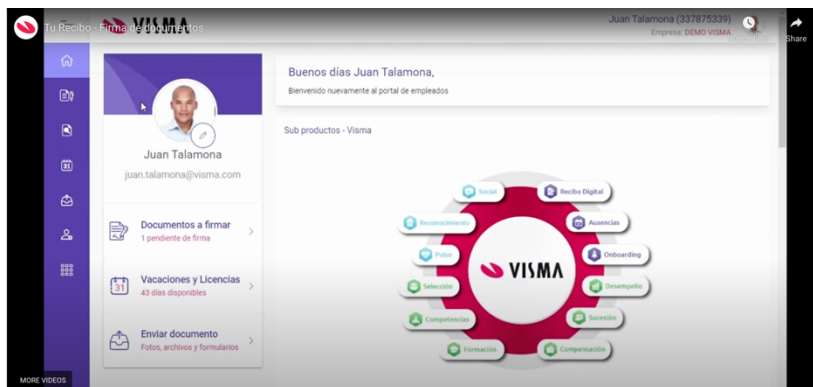 Tu Recibo - Firma de documentos
VISMA
Juan Talamona (337875339)
Empresa: DEMO VISMA
Share
Buenos días Juan Talamona,
Bienvenido nuevamente al portal de empleados
Juan Talamona
juan.talamona@visma.com
Documentos a firmar
1 pendiente de firma
31
Vacaciones y Licencias
43 días disponibles
Enviar documento
Fotos, archivos y formularios
Sub productos - Visma
Social
Recibo Digital
Reconocimiento
Ausencias
Pulso
Onboarding
VISMA
Selección
Desempeño
Competencias
Sucesión
Formación
Compensación
31
MORE VIDEOS